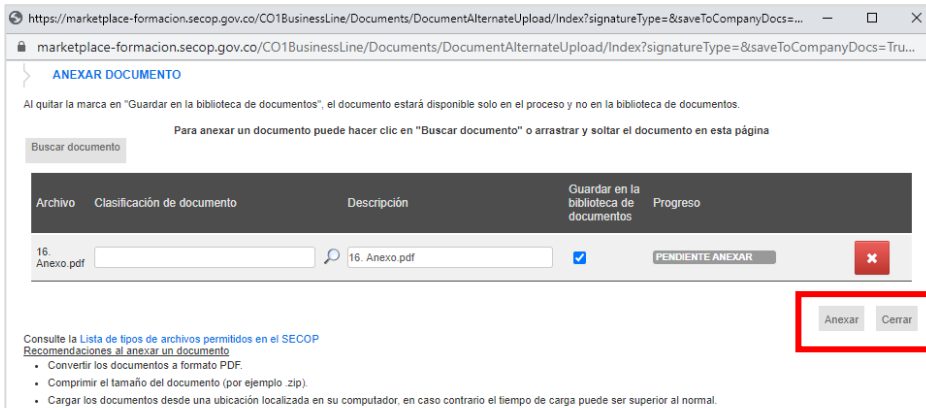 https://marketplace-formacion.secop.gov.co/CO1BusinessLine/Documents/DocumentAlternateUpload/Index?signatureType=&saveToCompanyDocs=...
marketplace-formacion.secop.gov.co/CO1BusinessLine/Documents/DocumentAlternateUpload/Index?signatureType=&saveToCompanyDocs=Tru...
ANEXAR DOCUMENTO
Al quitar la marca en "Guardar en la biblioteca de documentos", el documento estará disponible solo en el proceso y no en la biblioteca de documentos.
Para anexar un documento puede hacer clic en "Buscar documento" o arrastrar y soltar el documento en esta página
Buscar documento
Archivo Clasificación de documento Descripción Guardar en la biblioteca de documentos Progreso
16. Anexo.pdf 16. Anexo.pdf PENDIENTE ANEXAR
Anexar Cerrar
Consulte la Lista de tipos de archivos permitidos en el SECOP
Recomendaciones al anexar un documento
• Convertir los documentos a formato PDF.
• Comprimir el tamaño del documento (por ejemplo .zip).
• Cargar los documentos desde una ubicación localizada en su computador, en caso contrario el tiempo de carga puede ser superior al normal.